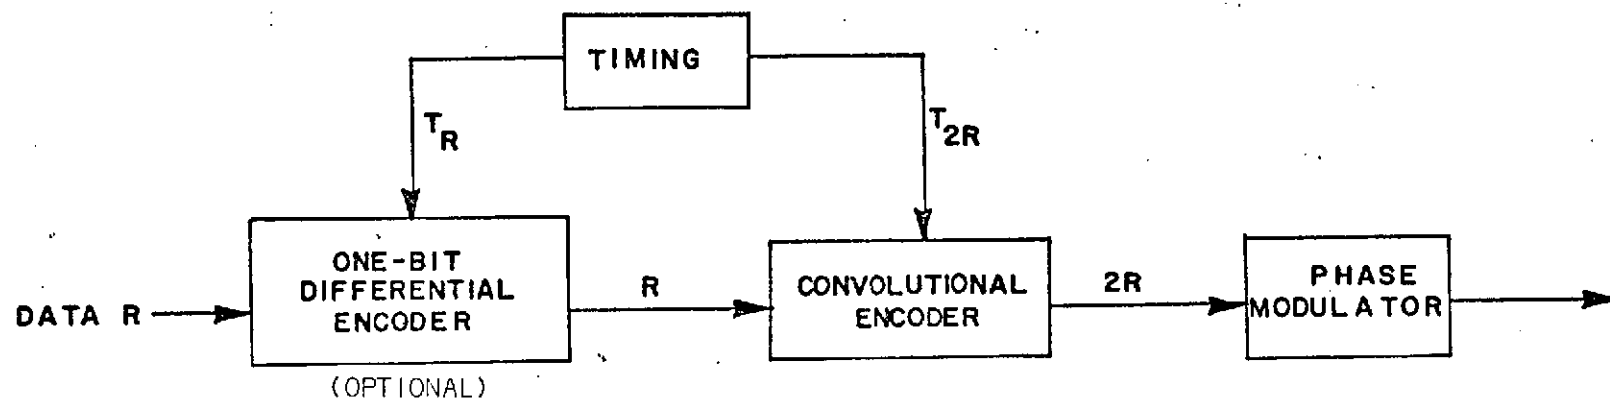 TIMING
T_R
T_2R
ONE-BIT
DIFFERENTIAL
ENCODER
(OPTIONAL)
DATA R
R
CONVOLUTIONAL
ENCODER
2R
PHASE
MODULATOR